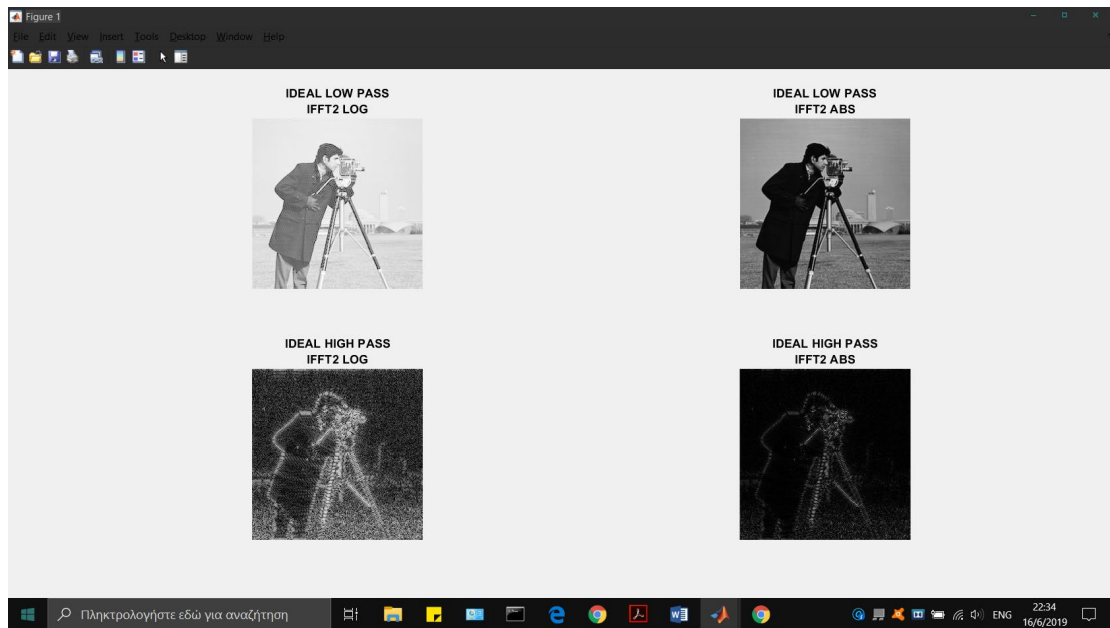 Figure 1
File Edit View Insert Tools Desktop Window Help
IDEAL LOW PASS
IFFT2 LOG
IDEAL LOW PASS
IFFT2 ABS
IDEAL HIGH PASS
IFFT2 LOG
IDEAL HIGH PASS
IFFT2 ABS
Πληκτρολογήστε εδώ για αναζήτηση
ENG
22:34
16/6/2019